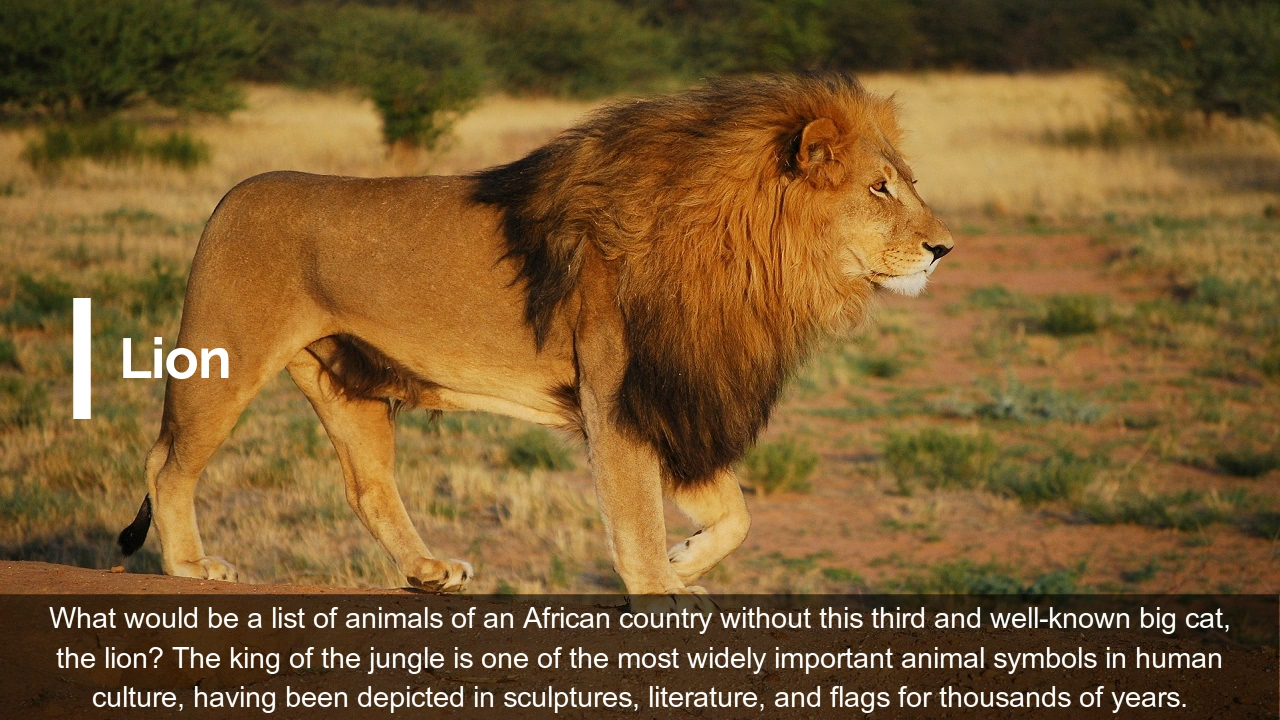 Lion
What would be a list of animals of an African country without this third and well-known big cat,
the lion? The king of the jungle is one of the most widely important animal symbols in human
culture, having been depicted in sculptures, literature, and flags for thousands of years.